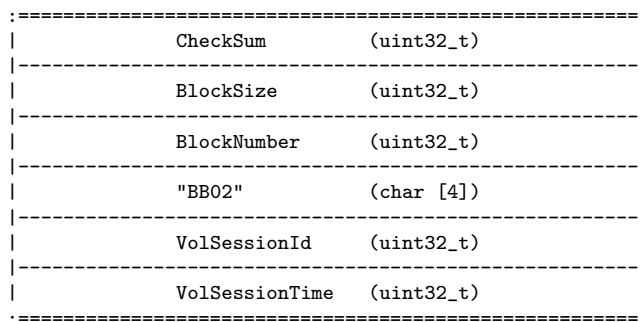 :=========================================================
| CheckSum (uint32_t)
|---------------------------------------------------------
| BlockSize (uint32_t)
|---------------------------------------------------------
| BlockNumber (uint32_t)
|---------------------------------------------------------
| "BB02" (char [4])
|---------------------------------------------------------
| VolSessionId (uint32_t)
|---------------------------------------------------------
| VolSessionTime (uint32_t)
:=========================================================